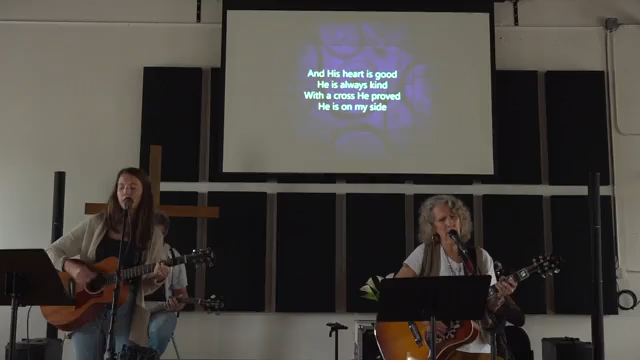 And His heart is good
He is always kind
With a cross He proved
He is on my side